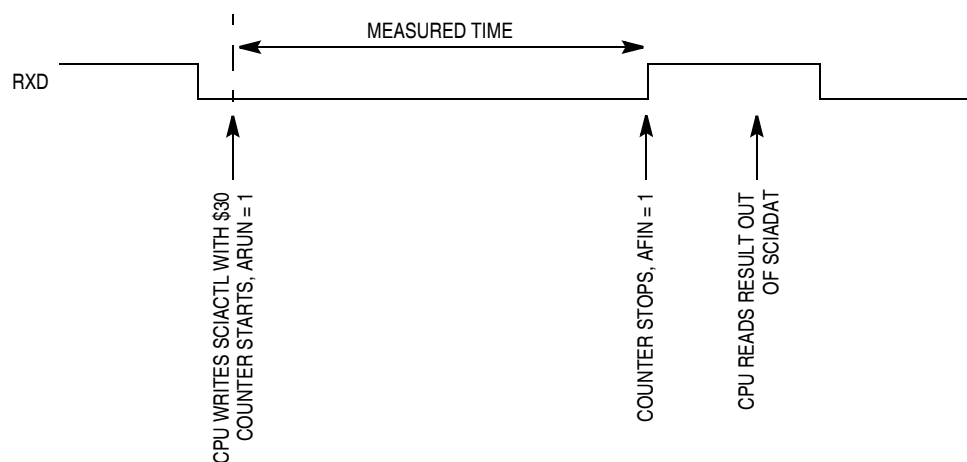 MEASURED TIME
RXD
CPU WRITES SCIACTL WITH $30
COUNTER STARTS, ARUN = 1
COUNTER STOPS, AFIN = 1
CPU READS RESULT OUT
OF SCIADAT